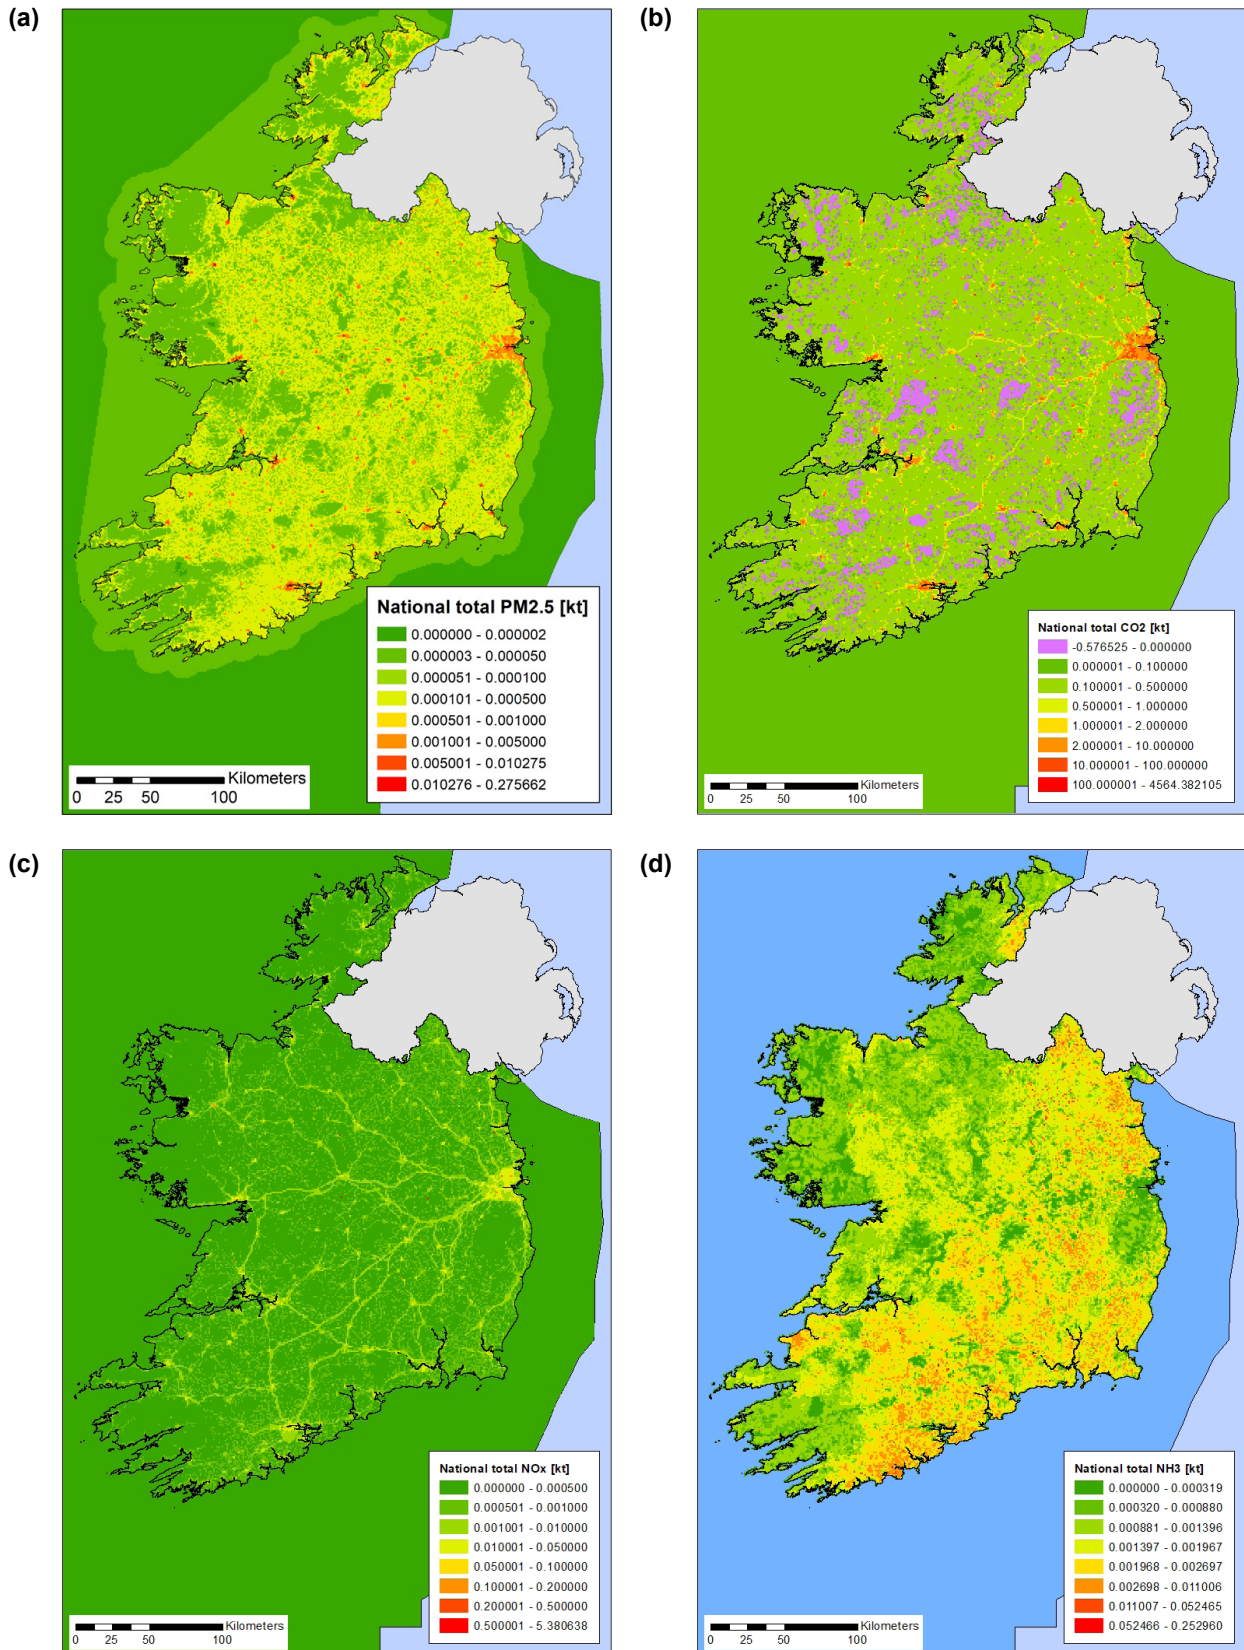 (a)
National total PM2.5 [kt]
0.000000 - 0.000002
0.000003 - 0.000050
0.000051 - 0.000100
0.000101 - 0.000500
0.000501 - 0.001000
0.001001 - 0.005000
0.005001 - 0.010275
0.010276 - 0.275662
Kilometers
0 25 50 100
(b)
National total CO2 [kt]
-0.576525 - 0.000000
0.000001 - 0.100000
0.100001 - 0.500000
0.500001 - 1.000000
1.000001 - 2.000000
2.000001 - 10.000000
10.000001 - 100.000000
100.000001 - 4564.382105
Kilometers
0 25 50 100
(c)
National total NOx [kt]
0.000000 - 0.000500
0.000501 - 0.001000
0.001001 - 0.010000
0.010001 - 0.050000
0.050001 - 0.100000
0.100001 - 0.200000
0.200001 - 0.500000
0.500001 - 5.380638
Kilometers
0 25 50 100
(d)
National total NH3 [kt]
0.000000 - 0.000319
0.000320 - 0.000880
0.000881 - 0.001396
0.001397 - 0.001967
0.001968 - 0.002697
0.002698 - 0.011006
0.011007 - 0.052465
0.052466 - 0.252960
Kilometers
0 25 50 100